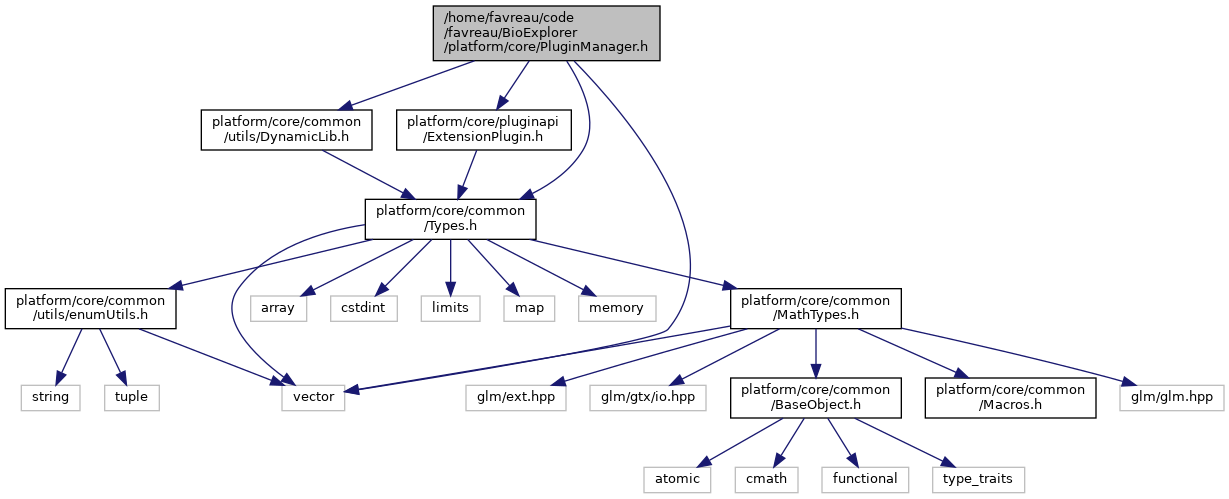 /home/favreau/code
/favreau/BioExplorer
/platform/core/PluginManager.h
platform/core/common
/utils/DynamicLib.h
platform/core/pluginapi
/ExtensionPlugin.h
platform/core/common
/Types.h
platform/core/common
/utils/enumUtils.h
array
cstdint
limits
map
memory
platform/core/common
/MathTypes.h
string
tuple
vector
glm/ext.hpp
glm/gtx/io.hpp
platform/core/common
/BaseObject.h
platform/core/common
/Macros.h
glm/glm.hpp
atomic
cmath
functional
type_traits